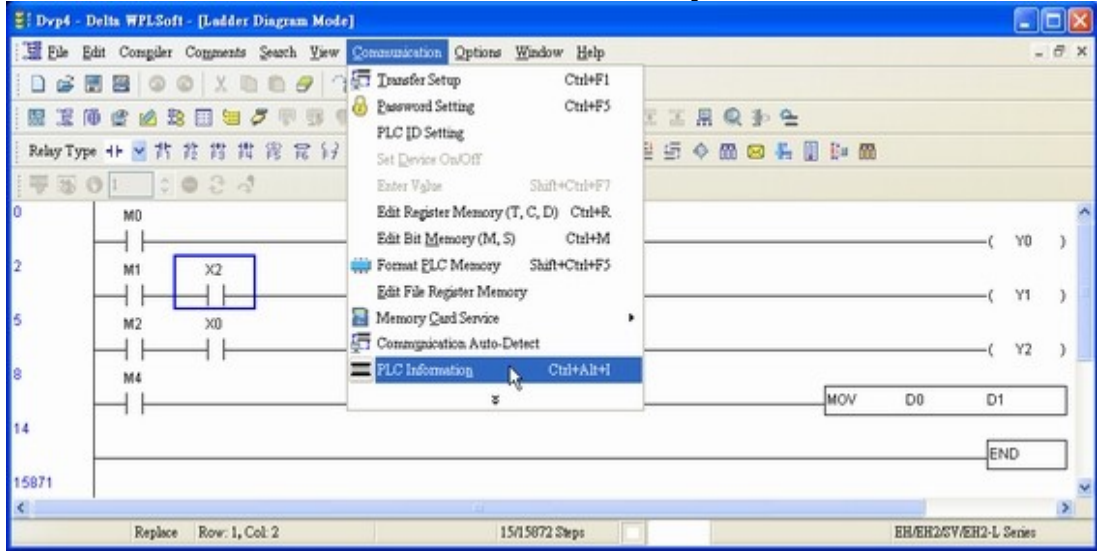 Dvp4 - Delta WPLSoft - [Ladder Diagram Mode]
File Edit Compiler Comments Search View Communication Options Window Help
Transfer Setup Ctrl+F1
Password Setting Ctrl+F5
PLC ID Setting
Set Device On/Off
Enter Value Shift+Ctrl+F7
Edit Register Memory (T, C, D) Ctrl+R
Edit Bit Memory (M, S) Ctrl+M
Format PLC Memory Shift+Ctrl+F5
Edit File Register Memory
Memory Card Service
Communication Auto-Detect
PLC Information Ctrl+Alt+I
Relay Type
1
0 M0 ( Y0 )
2 M1 X2 ( Y1 )
5 M2 X0 ( Y2 )
8 M4 MOV D0 D1
14 END
15871
Replace Row: 1, Col: 2 15/15872 Steps EH/EH2/SV/EH2-L Series